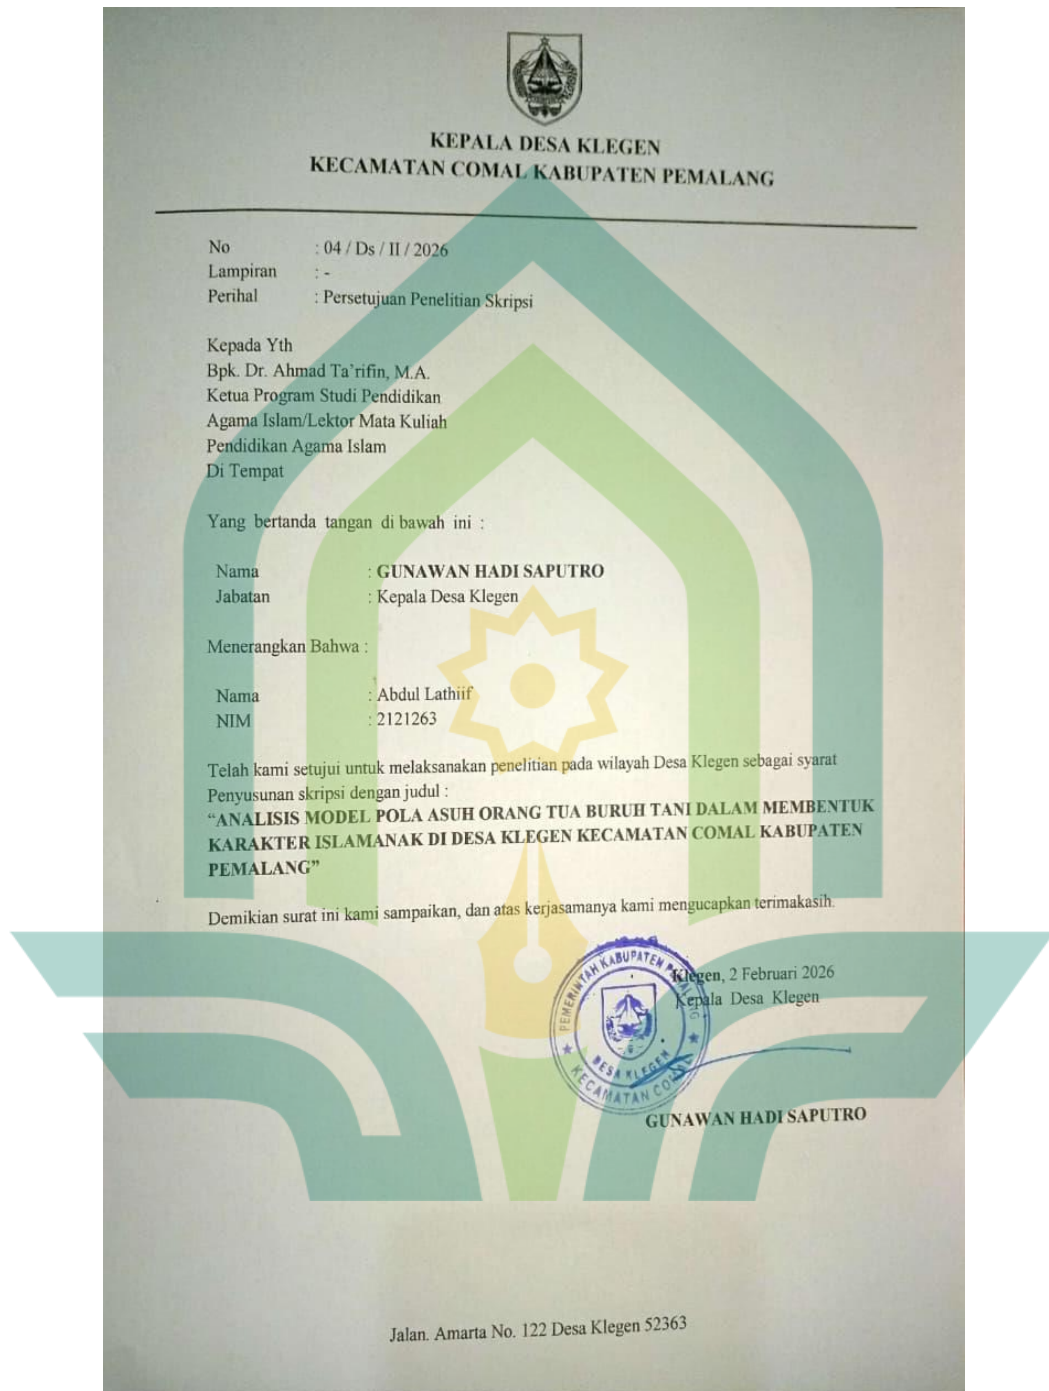 KEPALA DESA KLEGEN
KECAMATAN COMAL KABUPATEN PEMALANG
No : 04 / Ds / II / 2026
Lampiran : -
Perihal : Persetujuan Penelitian Skripsi
Kepada Yth
Bpk. Dr. Ahmad Ta'rifin, M.A.
Ketua Program Studi Pendidikan
Agama Islam/Lektor Mata Kuliah
Pendidikan Agama Islam
Di Tempat
Yang bertanda tangan di bawah ini :
Nama : GUNAWAN HADI SAPUTRO
Jabatan : Kepala Desa Klegen
Menerangkan Bahwa :
Nama : Abdul Lathiif
NIM : 2121263
Telah kami setujui untuk melaksanakan penelitian pada wilayah Desa Klegen sebagai syarat
Penyusunan skripsi dengan judul :
“ANALISIS MODEL POLA ASUH ORANG TUA BURUH TANI DALAM MEMBENTUK
KARAKTER ISLAMANAK DI DESA KLEGEN KECAMATAN COMAL KABUPATEN
PEMALANG”
Demikian surat ini kami sampaikan, dan atas kerjasamanya kami mengucapkan terimakasih.
Klegen, 2 Februari 2026
Kepala Desa Klegen
PEMERINTAH KABUPATEN PEMALANG
DESA KLEGEN
KECAMATAN COMAL
GUNAWAN HADI SAPUTRO
Jalan. Amarta No. 122 Desa Klegen 52363